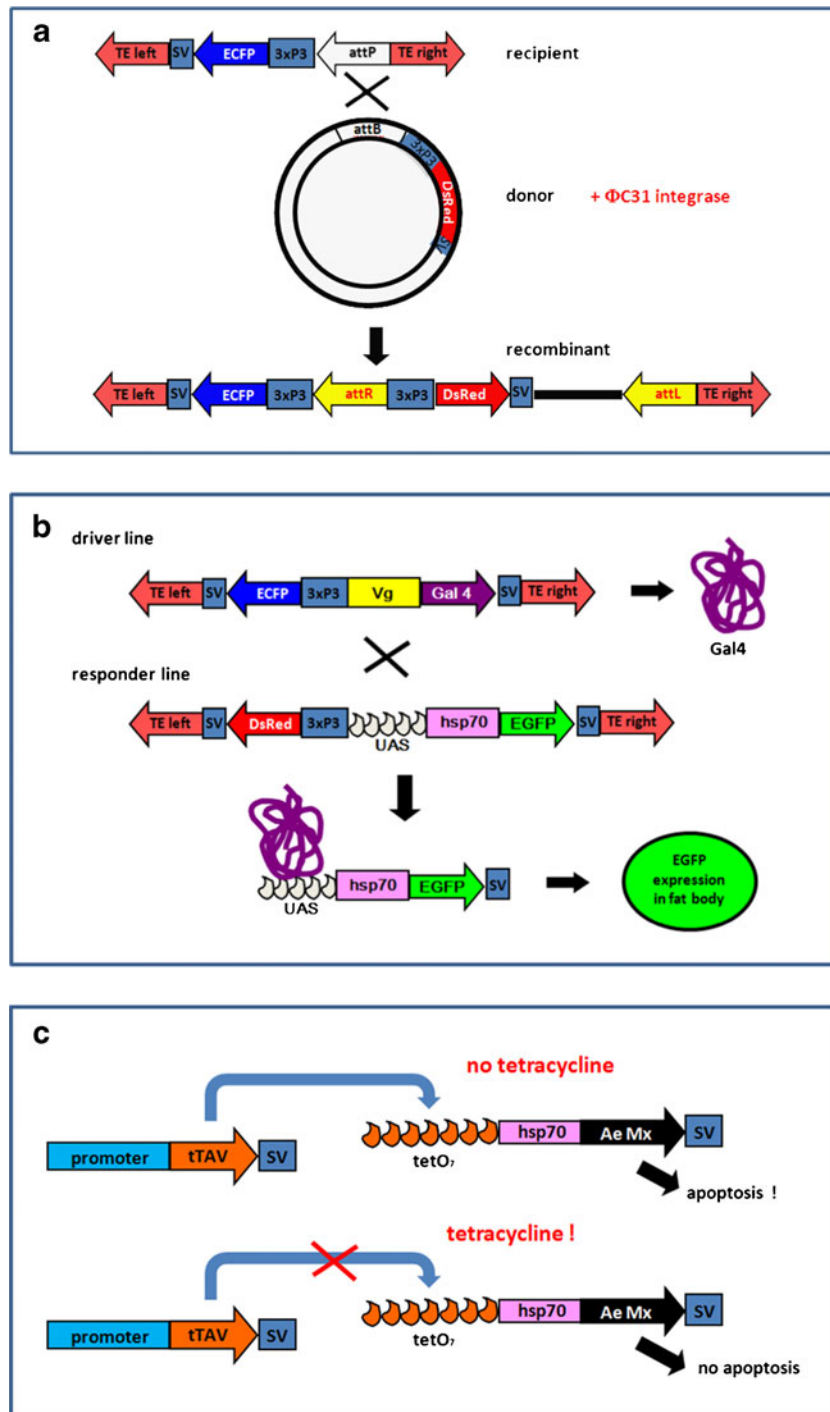 a
TE left SV ECFP 3xP3 attP TE right recipient
attB
3xP3
DsRed
SV
donor + ΦC31 integrase
recombinant
TE left SV ECFP 3xP3 attR 3xP3 DsRed SV attL TE right
b
driver line
TE left SV ECFP 3xP3 Vg Gal 4 SV TE right
Gal4
responder line
TE left SV DsRed 3xP3 hsp70 EGFP SV TE right
UAS
hsp70 EGFP SV
UAS
EGFP
expression
in fat body
c
no tetracycline
promoter tTAV SV hsp70 Ae Mx SV
tetO₇
apoptosis !
tetracycline !
promoter tTAV SV hsp70 Ae Mx SV
tetO₇
no apoptosis